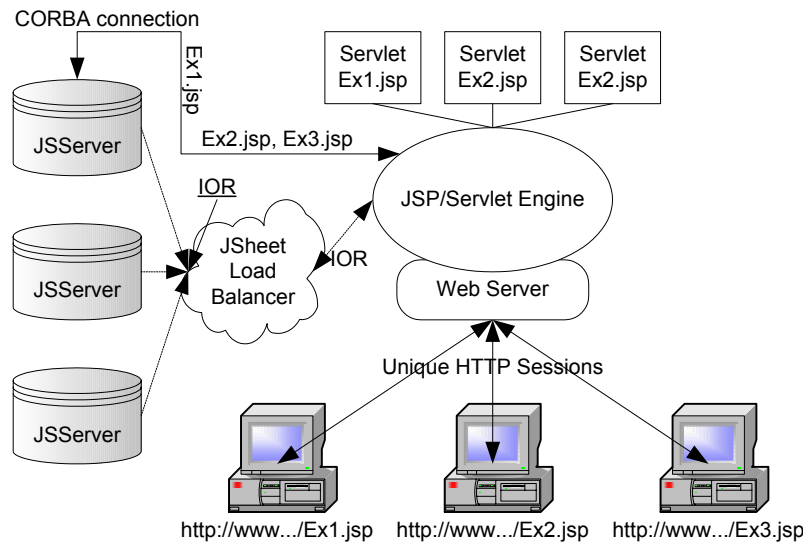 CORBA connection
Ex1.jsp
Servlet
Ex1.jsp
Servlet
Ex2.jsp
Servlet
Ex2.jsp
JSServer
Ex2.jsp, Ex3.jsp
JSP/Servlet Engine
IOR
JSheet
Load
Balancer
IOR
JSServer
Web Server
Unique HTTP Sessions
JSServer
http://www.../Ex1.jsp
http://www.../Ex2.jsp
http://www.../Ex3.jsp